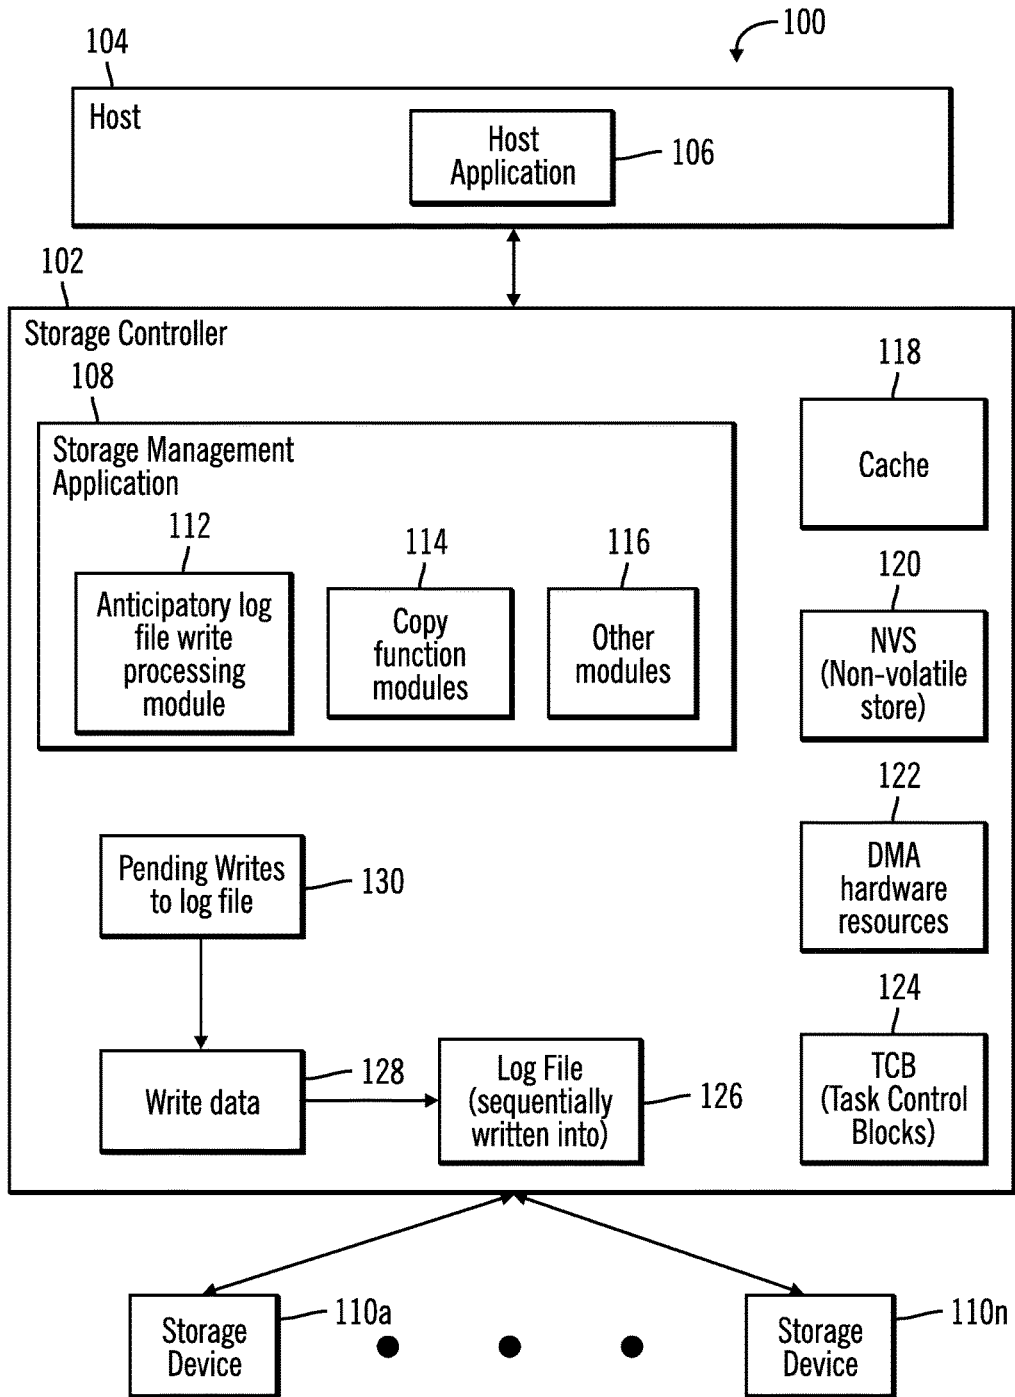 100
104
Host
Host
Application
106
102
Storage Controller
108
Storage Management
Application
112
Anticipatory log
file write
processing
module
114
Copy
function
modules
116
Other
modules
118
Cache
120
NVS
(Non-volatile
store)
122
DMA
hardware
resources
124
TCB
(Task Control
Blocks)
Pending Writes
to log file
130
Write data
128
Log File
(sequentially
written into)
126
Storage
Device
110a
Storage
Device
110n